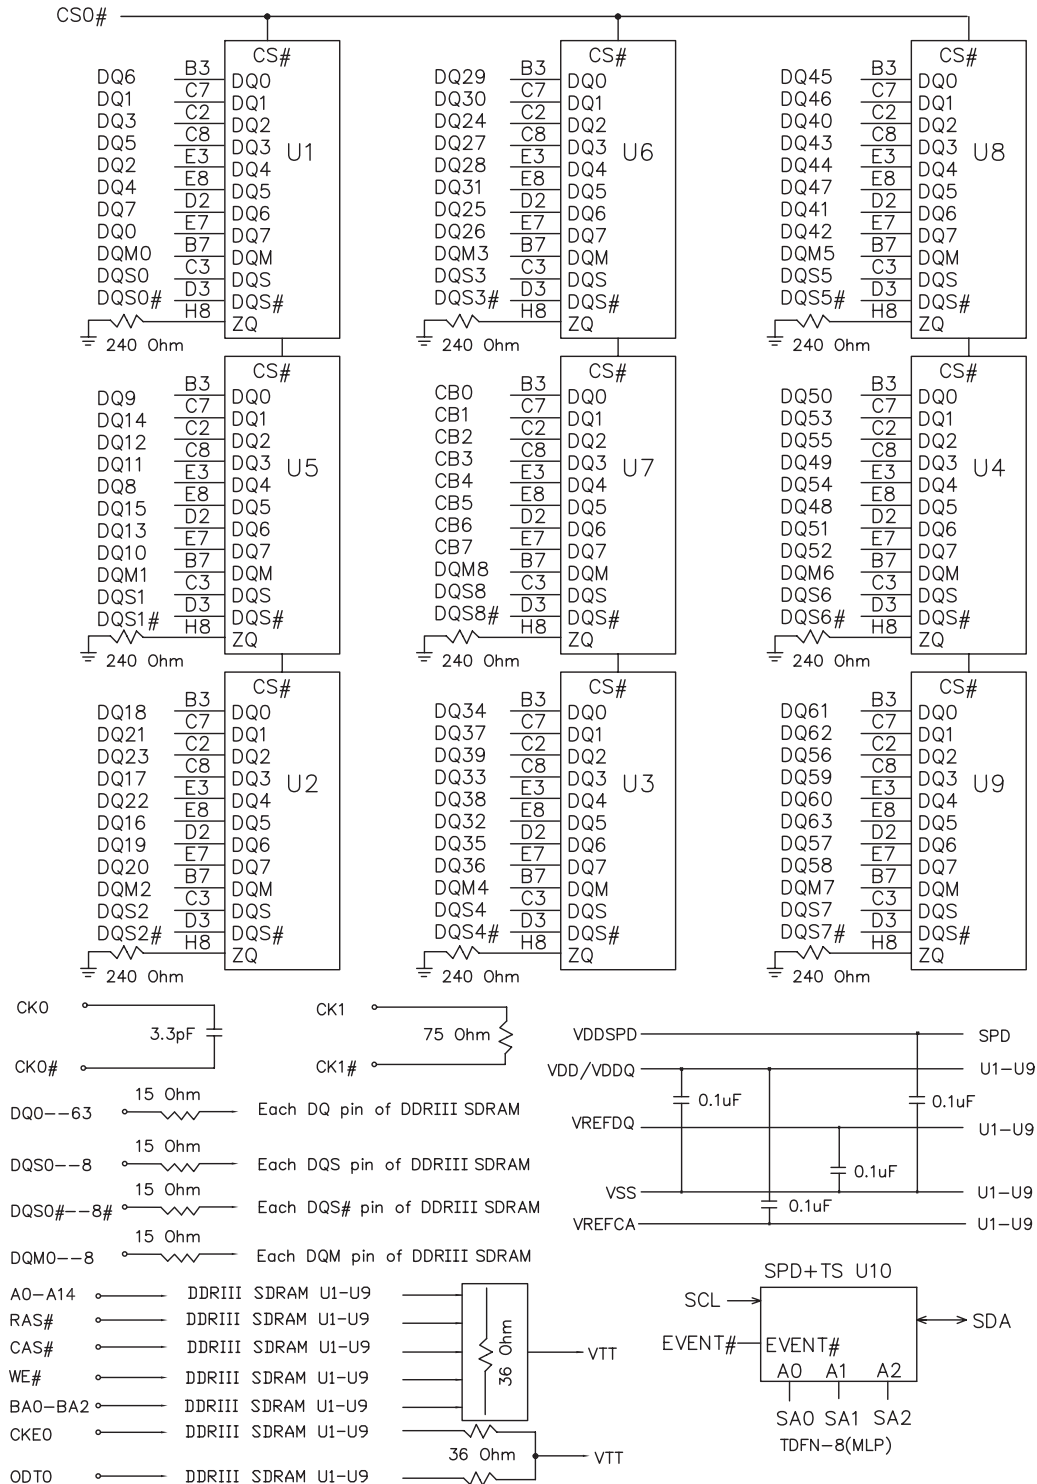 CS0#
CS#
DQ6 B3 DQ0
DQ1 C7 DQ1
DQ3 C2 DQ2
DQ5 C8 DQ3 U1
DQ2 E3 DQ4
DQ4 E8 DQ5
DQ7 D2 DQ6
DQ0 E7 DQ7
DQM0 B7 DQM
DQS0 C3 DQS
DQS0# D3 DQS#
H8 ZQ
240 Ohm
CS#
DQ29 B3 DQ0
DQ30 C7 DQ1
DQ24 C2 DQ2
DQ27 C8 DQ3 U6
DQ28 E3 DQ4
DQ31 E8 DQ5
DQ25 D2 DQ6
DQ26 E7 DQ7
DQM3 B7 DQM
DQS3 C3 DQS
DQS3# D3 DQS#
H8 ZQ
240 Ohm
CS#
DQ45 B3 DQ0
DQ46 C7 DQ1
DQ40 C2 DQ2
DQ43 C8 DQ3 U8
DQ44 E3 DQ4
DQ47 E8 DQ5
DQ41 D2 DQ6
DQ42 E7 DQ7
DQM5 B7 DQM
DQS5 C3 DQS
DQS5# D3 DQS#
H8 ZQ
240 Ohm
CS#
DQ9 B3 DQ0
DQ14 C7 DQ1
DQ12 C2 DQ2
DQ11 C8 DQ3 U5
DQ8 E3 DQ4
DQ15 E8 DQ5
DQ13 D2 DQ6
DQ10 E7 DQ7
DQM1 B7 DQM
DQS1 C3 DQS
DQS1# D3 DQS#
H8 ZQ
240 Ohm
CS#
CB0 B3 DQ0
CB1 C7 DQ1
CB2 C2 DQ2
CB3 C8 DQ3 U7
CB4 E3 DQ4
CB5 E8 DQ5
CB6 D2 DQ6
CB7 E7 DQ7
DQM8 B7 DQM
DQS8 C3 DQS
DQS8# D3 DQS#
H8 ZQ
240 Ohm
CS#
DQ50 B3 DQ0
DQ53 C7 DQ1
DQ55 C2 DQ2
DQ49 C8 DQ3 U4
DQ54 E3 DQ4
DQ48 E8 DQ5
DQ51 D2 DQ6
DQ52 E7 DQ7
DQM6 B7 DQM
DQS6 C3 DQS
DQS6# D3 DQS#
H8 ZQ
240 Ohm
CS#
DQ18 B3 DQ0
DQ21 C7 DQ1
DQ23 C2 DQ2
DQ17 C8 DQ3 U2
DQ22 E3 DQ4
DQ16 E8 DQ5
DQ19 D2 DQ6
DQ20 E7 DQ7
DQM2 B7 DQM
DQS2 C3 DQS
DQS2# D3 DQS#
H8 ZQ
240 Ohm
CS#
DQ34 B3 DQ0
DQ37 C7 DQ1
DQ39 C2 DQ2
DQ33 C8 DQ3 U3
DQ38 E3 DQ4
DQ32 E8 DQ5
DQ35 D2 DQ6
DQ36 E7 DQ7
DQM4 B7 DQM
DQS4 C3 DQS
DQS4# D3 DQS#
H8 ZQ
240 Ohm
CS#
DQ61 B3 DQ0
DQ62 C7 DQ1
DQ56 C2 DQ2
DQ59 C8 DQ3 U9
DQ60 E3 DQ4
DQ63 E8 DQ5
DQ57 D2 DQ6
DQ58 E7 DQ7
DQM7 B7 DQM
DQS7 C3 DQS
DQS7# D3 DQS#
H8 ZQ
240 Ohm
CK0
3.3pF
CK0#
CK1
75 Ohm
CK1#
15 Ohm
DQ0--63 Each DQ pin of DDRIII SDRAM
15 Ohm
DQS0--8 Each DQS pin of DDRIII SDRAM
15 Ohm
DQS0#--8# Each DQS# pin of DDRIII SDRAM
15 Ohm
DQM0--8 Each DQM pin of DDRIII SDRAM
VDDSPD SPD
VDD/VDDQ U1-U9
0.1uF 0.1uF
VREFDQ U1-U9
0.1uF
VSS U1-U9
0.1uF
VREFCA U1-U9
A0-A14 DDRIII SDRAM U1-U9
RAS# DDRIII SDRAM U1-U9
CAS# DDRIII SDRAM U1-U9
WE# DDRIII SDRAM U1-U9
BA0-BA2 DDRIII SDRAM U1-U9
36 Ohm
VTT
CKE0 DDRIII SDRAM U1-U9
36 Ohm VTT
ODT0 DDRIII SDRAM U1-U9
SPD+TS U10
SCL
SDA
EVENT# EVENT#
A0 A1 A2
SA0 SA1 SA2
TDFN-8(MLP)